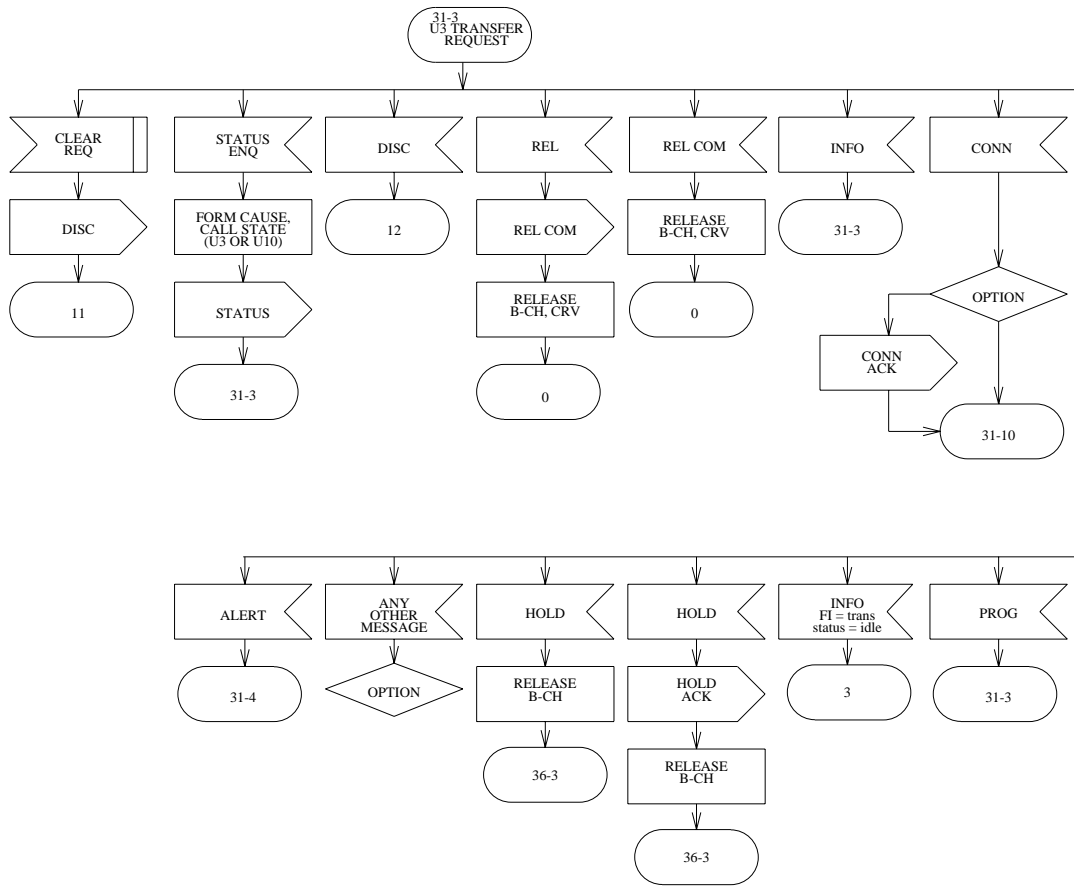 31-3
U3 TRANSFER
REQUEST
CLEAR
REQ
STATUS
ENQ
DISC
REL
REL COM
INFO
CONN
DISC
FORM CAUSE,
CALL STATE
(U3 OR U10)
12
REL COM
RELEASE
B-CH, CRV
31-3
11
STATUS
RELEASE
B-CH, CRV
0
OPTION
CONN
ACK
31-3
0
31-10
ALERT
ANY
OTHER
MESSAGE
HOLD
HOLD
INFO
FI = trans
status = idle
PROG
31-4
OPTION
RELEASE
B-CH
HOLD
ACK
3
31-3
36-3
RELEASE
B-CH
36-3